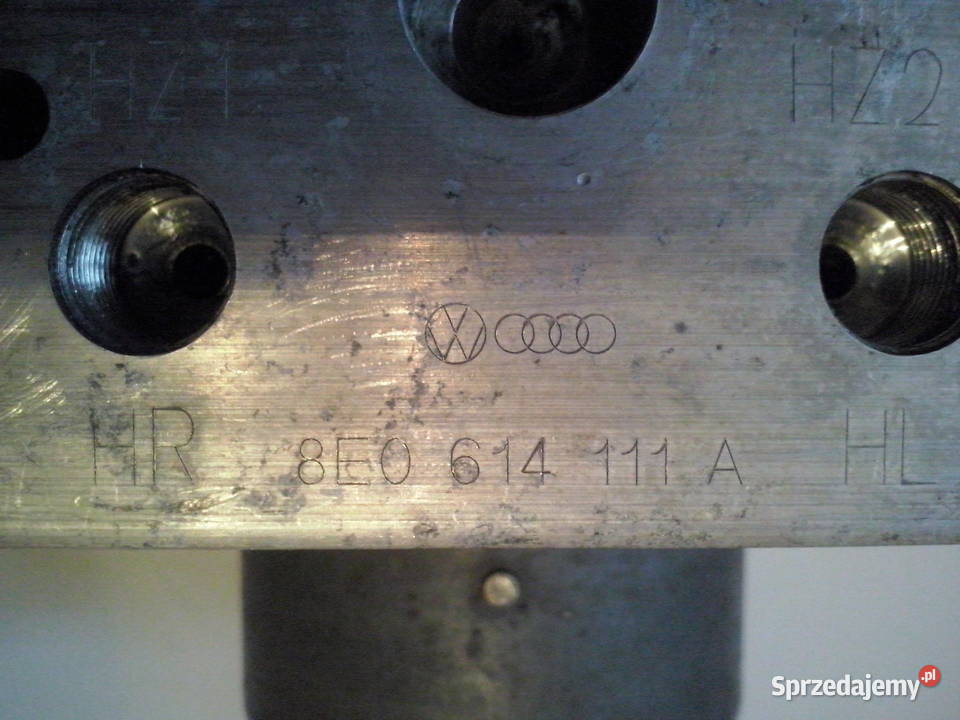 HZ1 HZ2
HR 8E0 614 111 A HL
Sprzedajemy.pl